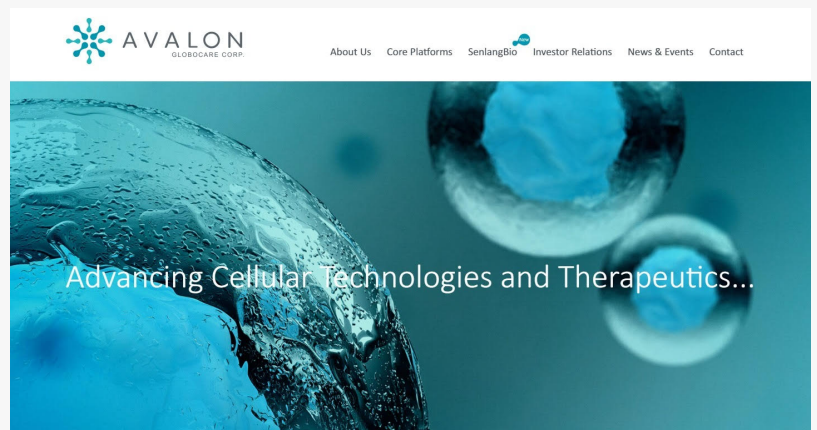 AVALON
GLOBOCARE CORP.
New
About Us Core Platforms SenlangBio Investor Relations News & Events Contact
Advancing Cellular Technologies and Therapeutics...